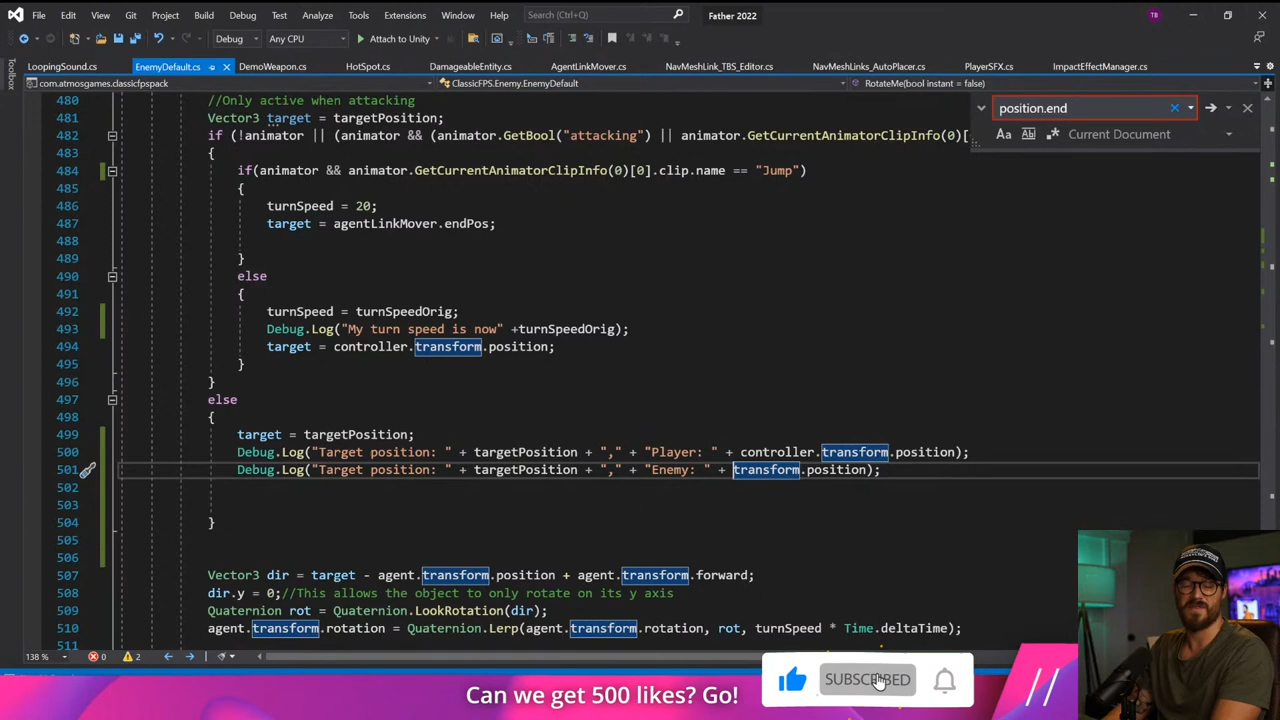 File Edit View Git Project Build Debug Test Analyze Tools Extensions Window Help Search (Ctrl+Q) Father 2022 TB
Debug Any CPU Attach to Unity
Toolbox
LoopingSound.cs EnemyDefault.cs DemoWeapon.cs HotSpot.cs DamageableEntity.cs AgentLinkMover.cs NavMeshLink_TBS_Editor.cs NavMeshLinks_AutoPlacer.cs PlayerSFX.cs ImpactEffectManager.cs
com.atmosgames.classicfpspack ClassicFPS.Enemy.EnemyDefault RotateMe(bool instant = false)
position.end
Aa Ab Current Document
480 //Only active when attacking
481 Vector3 target = targetPosition;
482 if (!animator || (animator && (animator.GetBool("attacking") || animator.GetCurrentAnimatorClipInfo(0)[
483 {
484 if(animator && animator.GetCurrentAnimatorClipInfo(0)[0].clip.name == "Jump")
485 {
486 turnSpeed = 20;
487 target = agentLinkMover.endPos;
488
489 }
490 else
491 {
492 turnSpeed = turnSpeedOrig;
493 Debug.Log("My turn speed is now" +turnSpeedOrig);
494 target = controller.transform.position;
495 }
496 }
497 else
498 {
499 target = targetPosition;
500 Debug.Log("Target position: " + targetPosition + "," + "Player: " + controller.transform.position);
501 Debug.Log("Target position: " + targetPosition + "," + "Enemy: " + transform.position);
502
503
504 }
505
506
507 Vector3 dir = target - agent.transform.position + agent.transform.forward;
508 dir.y = 0;//This allows the object to only rotate on its y axis
509 Quaternion rot = Quaternion.LookRotation(dir);
510 agent.transform.rotation = Quaternion.Lerp(agent.transform.rotation, rot, turnSpeed * Time.deltaTime);
511
138 % 0 2
Can we get 500 likes? Go! SUBSCRIBED //